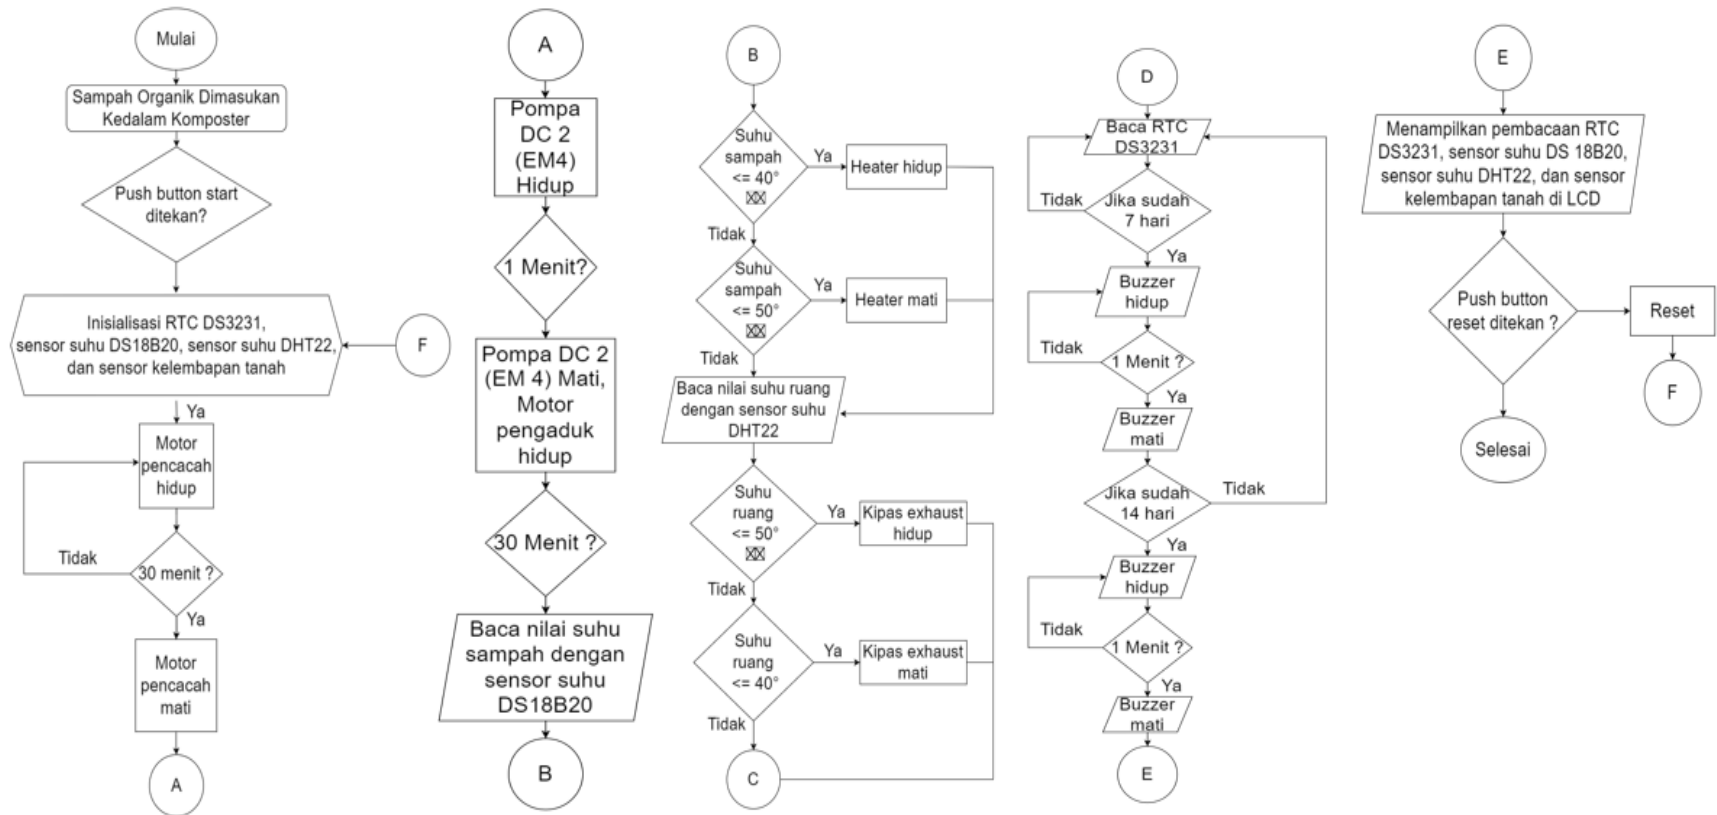 Mulai
Sampah Organik Dimasukan
Kedalam Komposter
Push button start
ditekan?
Inisialisasi RTC DS3231,
sensor suhu DS18B20, sensor suhu DHT22,
dan sensor kelembapan tanah
F
Ya
Motor
pencacah
hidup
Tidak
30 menit ?
Ya
Motor
pencacah
mati
A
A
Pompa
DC 2
(EM4)
Hidup
1 Menit?
Pompa DC 2
(EM 4) Mati,
Motor
pengaduk
hidup
30 Menit ?
Baca nilai suhu
sampah dengan
sensor suhu
DS18B20
B
B
Suhu
sampah
<= 40°
Ya
Heater hidup
Tidak
Suhu
sampah
<= 50°
Ya
Heater mati
Tidak
Baca nilai suhu ruang
dengan sensor suhu
DHT22
Suhu
ruang
<= 50°
Ya
Kipas exhaust
hidup
Tidak
Suhu
ruang
<= 40°
Ya
Kipas exhaust
mati
Tidak
C
D
Baca RTC
DS3231
Tidak
Jika sudah
7 hari
Ya
Buzzer
hidup
Tidak
1 Menit ?
Ya
Buzzer
mati
Jika sudah
14 hari
Tidak
Ya
Buzzer
hidup
Tidak
1 Menit ?
Ya
Buzzer
mati
E
E
Menampilkan pembacaan RTC
DS3231, sensor suhu DS 18B20,
sensor suhu DHT22, dan sensor
kelembapan tanah di LCD
Push button
reset ditekan ?
Reset
F
Selesai